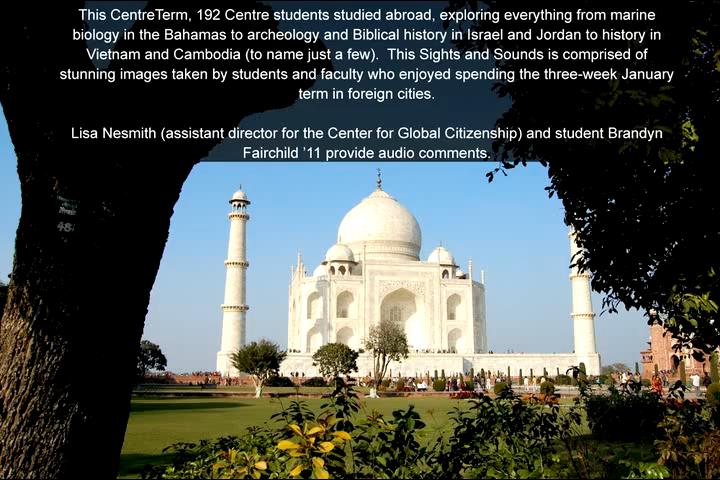 This CentreTerm, 192 Centre students studied abroad, exploring everything from marine
biology in the Bahamas to archeology and Biblical history in Israel and Jordan to history in
Vietnam and Cambodia (to name just a few).  This Sights and Sounds is comprised of
stunning images taken by students and faculty who enjoyed spending the three-week January
term in foreign cities.
Lisa Nesmith (assistant director for the Center for Global Citizenship) and student Brandyn
Fairchild '11 provide audio comments.
48